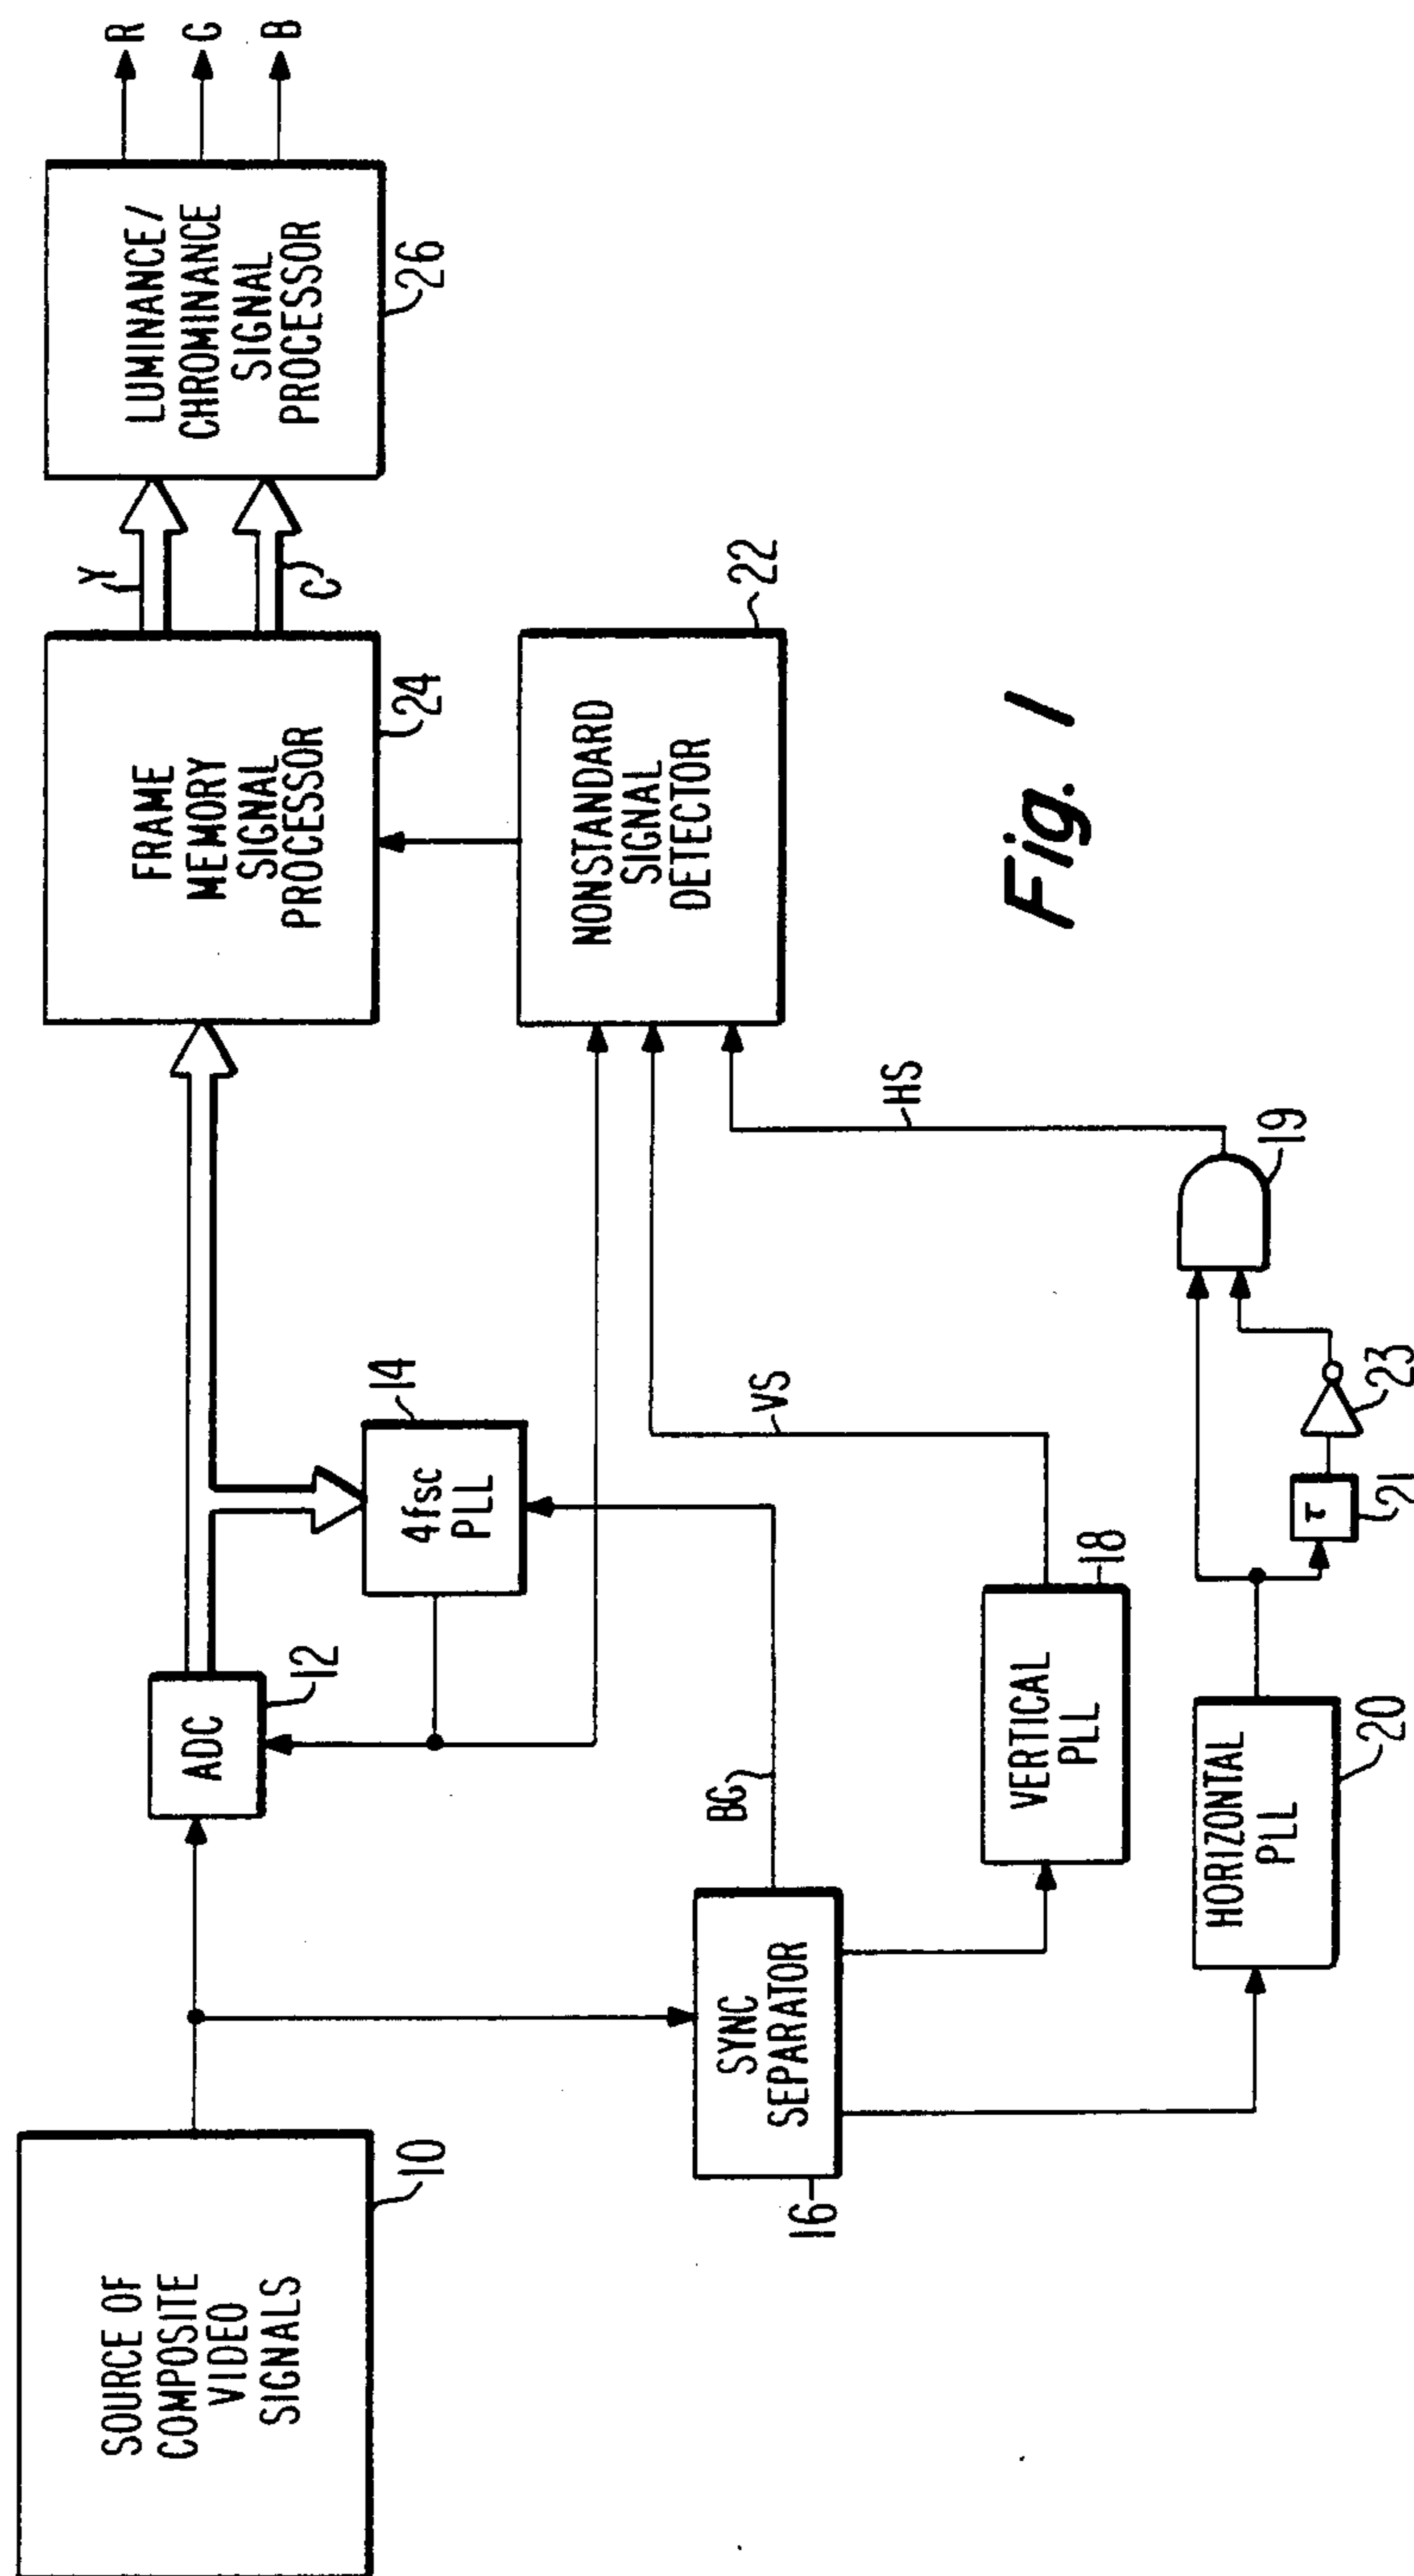 SOURCE OF
COMPOSITE
VIDEO
SIGNALS
10
ADC
12
4fsc
PLL
14
FRAME
MEMORY
SIGNAL
PROCESSOR
24
Y
C
LUMINANCE/
CHROMINANCE
SIGNAL
PROCESSOR
26
R
G
B
SYNC
SEPARATOR
16
BG
VERTICAL
PLL
18
VS
HORIZONTAL
PLL
20
τ
21
23
19
HS
NONSTANDARD
SIGNAL
DETECTOR
22
Fig. 1